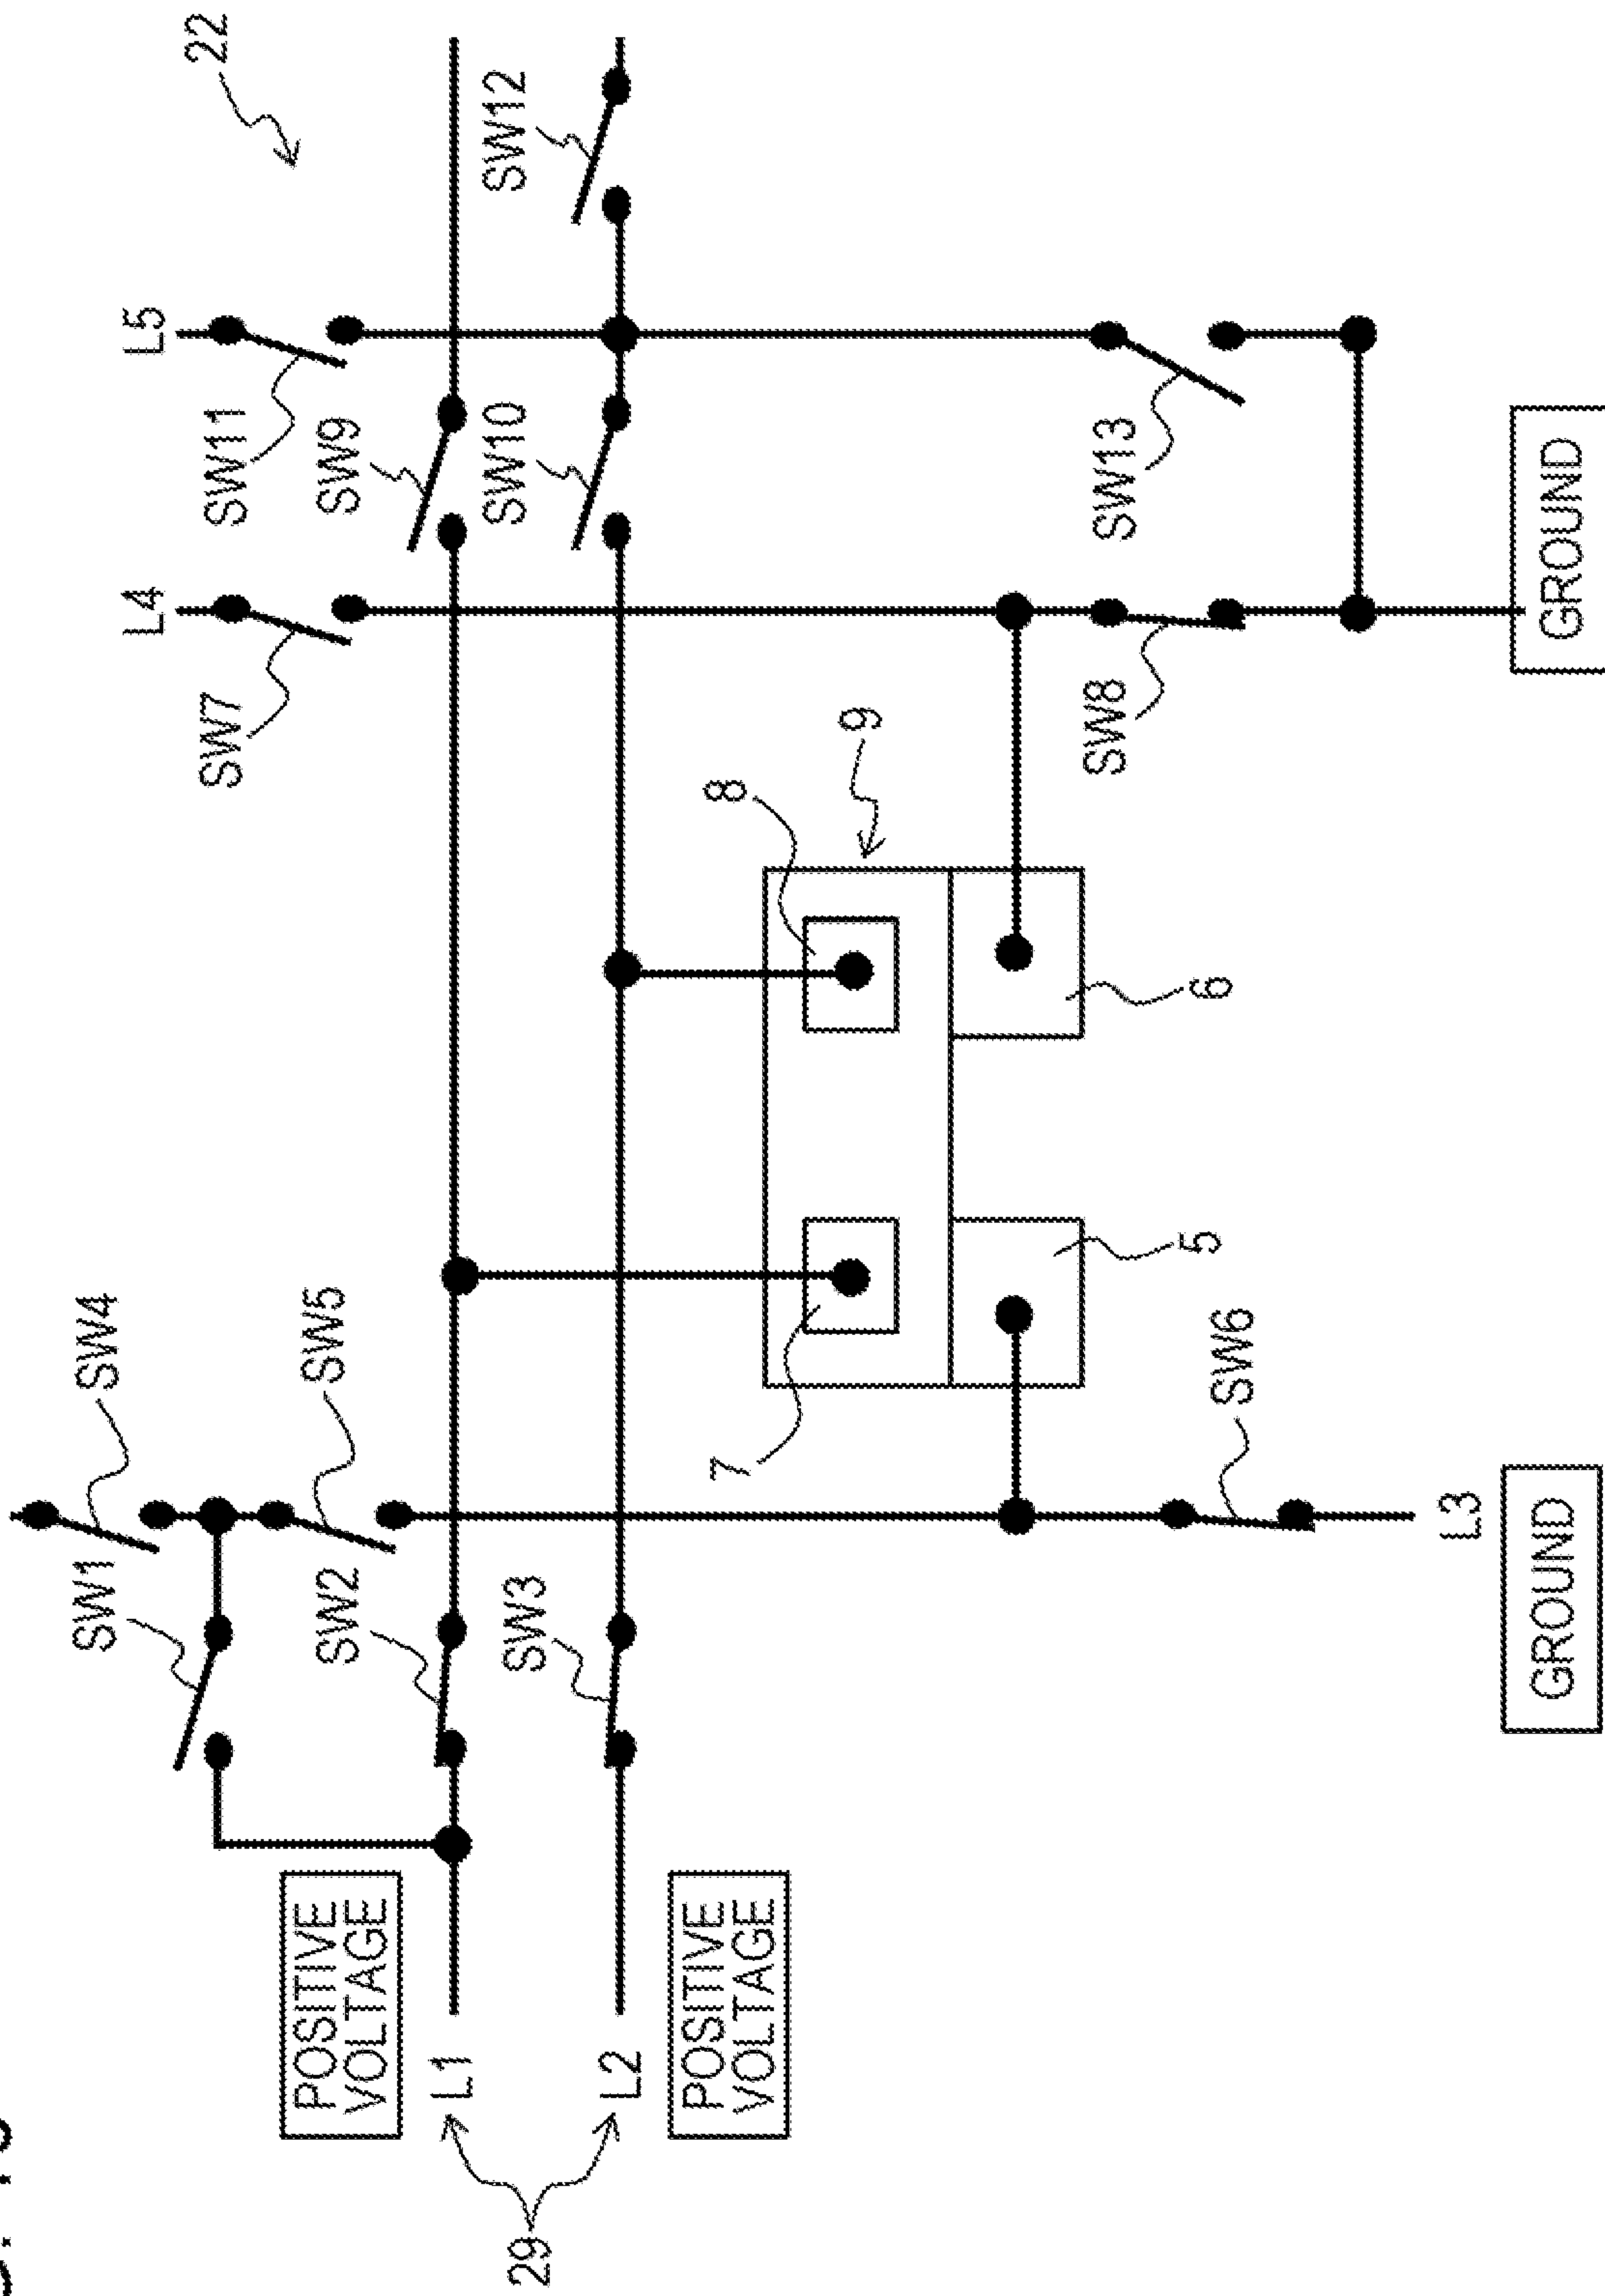 22
L5
L4
SW12
SW11
SW9
SW10
SW7
SW13
SW8
GROUND
9
8
6
7
5
SW4
SW5
SW1
SW2
SW3
SW6
L3
GROUND
POSITIVE
VOLTAGE
L1
L2
POSITIVE
VOLTAGE
29